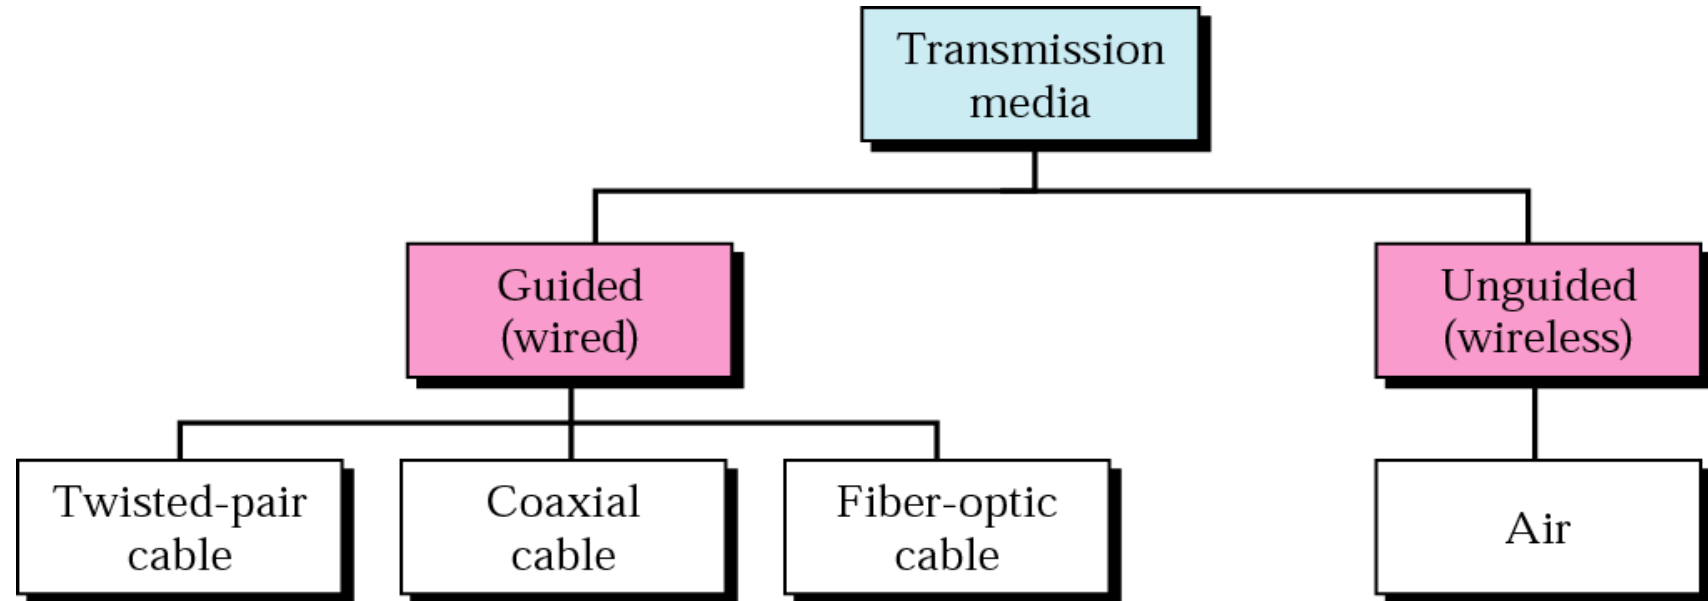 Transmission
media
Guided
(wired)
Unguided
(wireless)
Twisted-pair
cable
Coaxial
cable
Fiber-optic
cable
Air